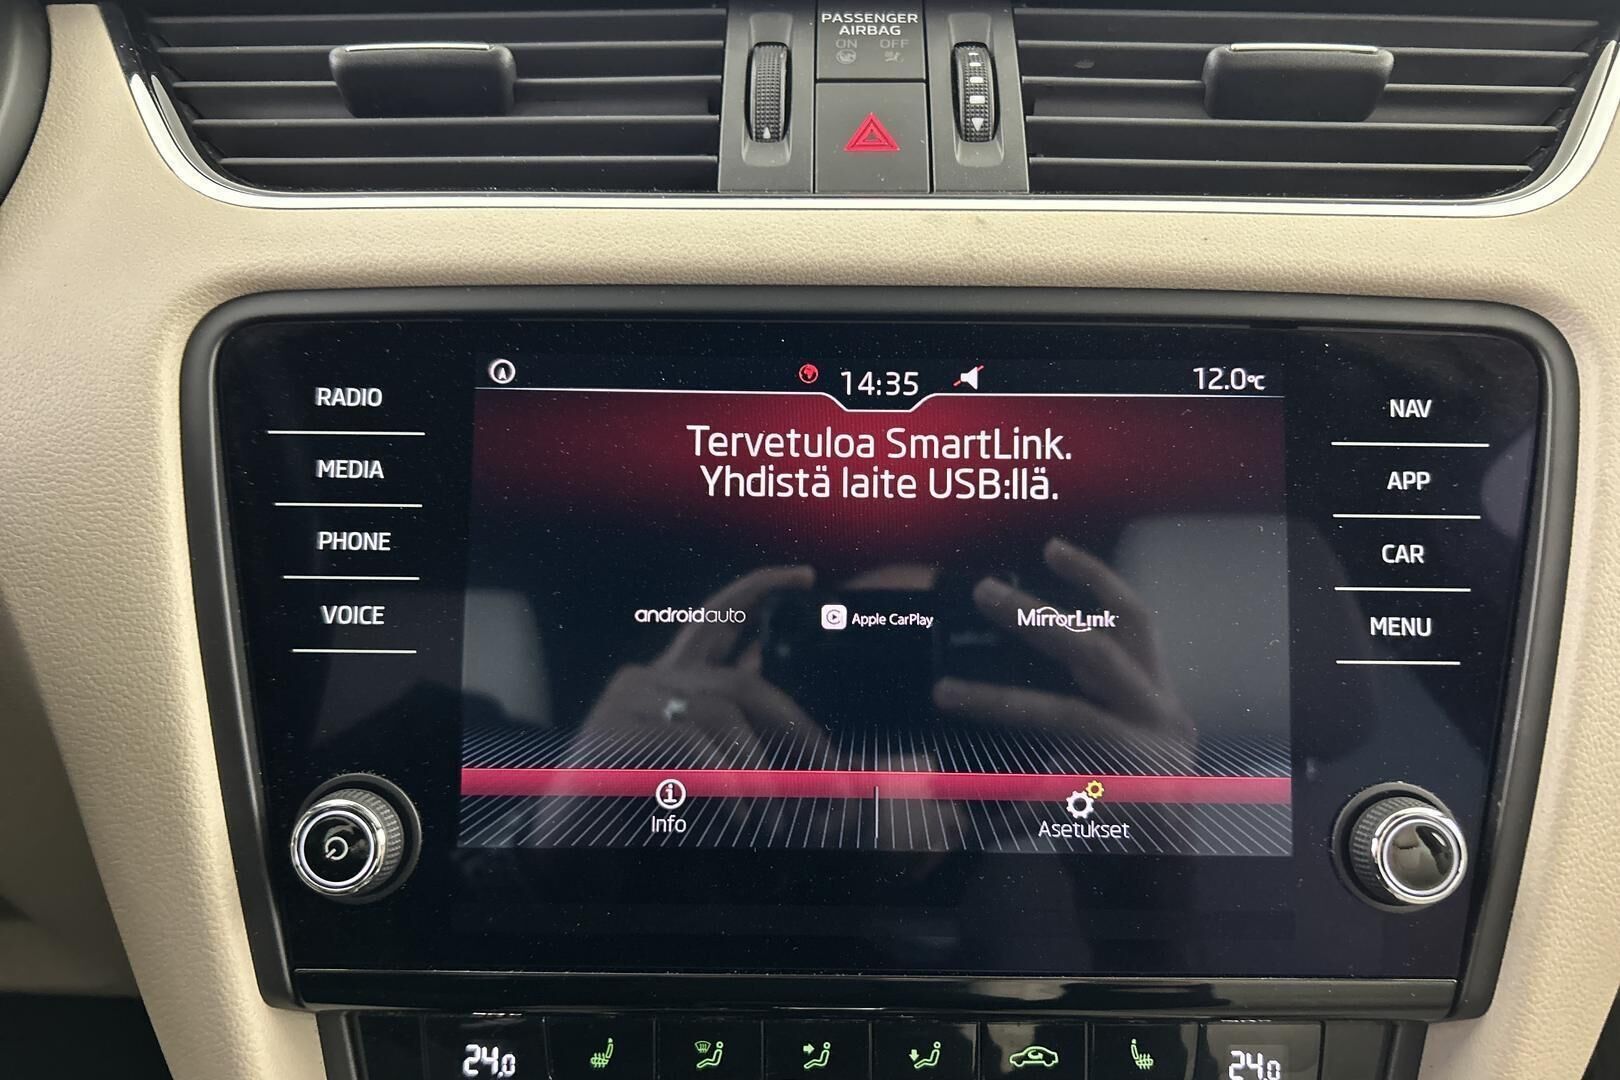 PASSENGER
AIRBAG
ON OFF
14:35
12.0°C
RADIO
MEDIA
PHONE
VOICE
Tervetuloa SmartLink.
Yhdistä laite USB:llä.
androidauto
Apple CarPlay
MirrorLink
Info
Asetukset
NAV
APP
CAR
MENU
24.0
24.0